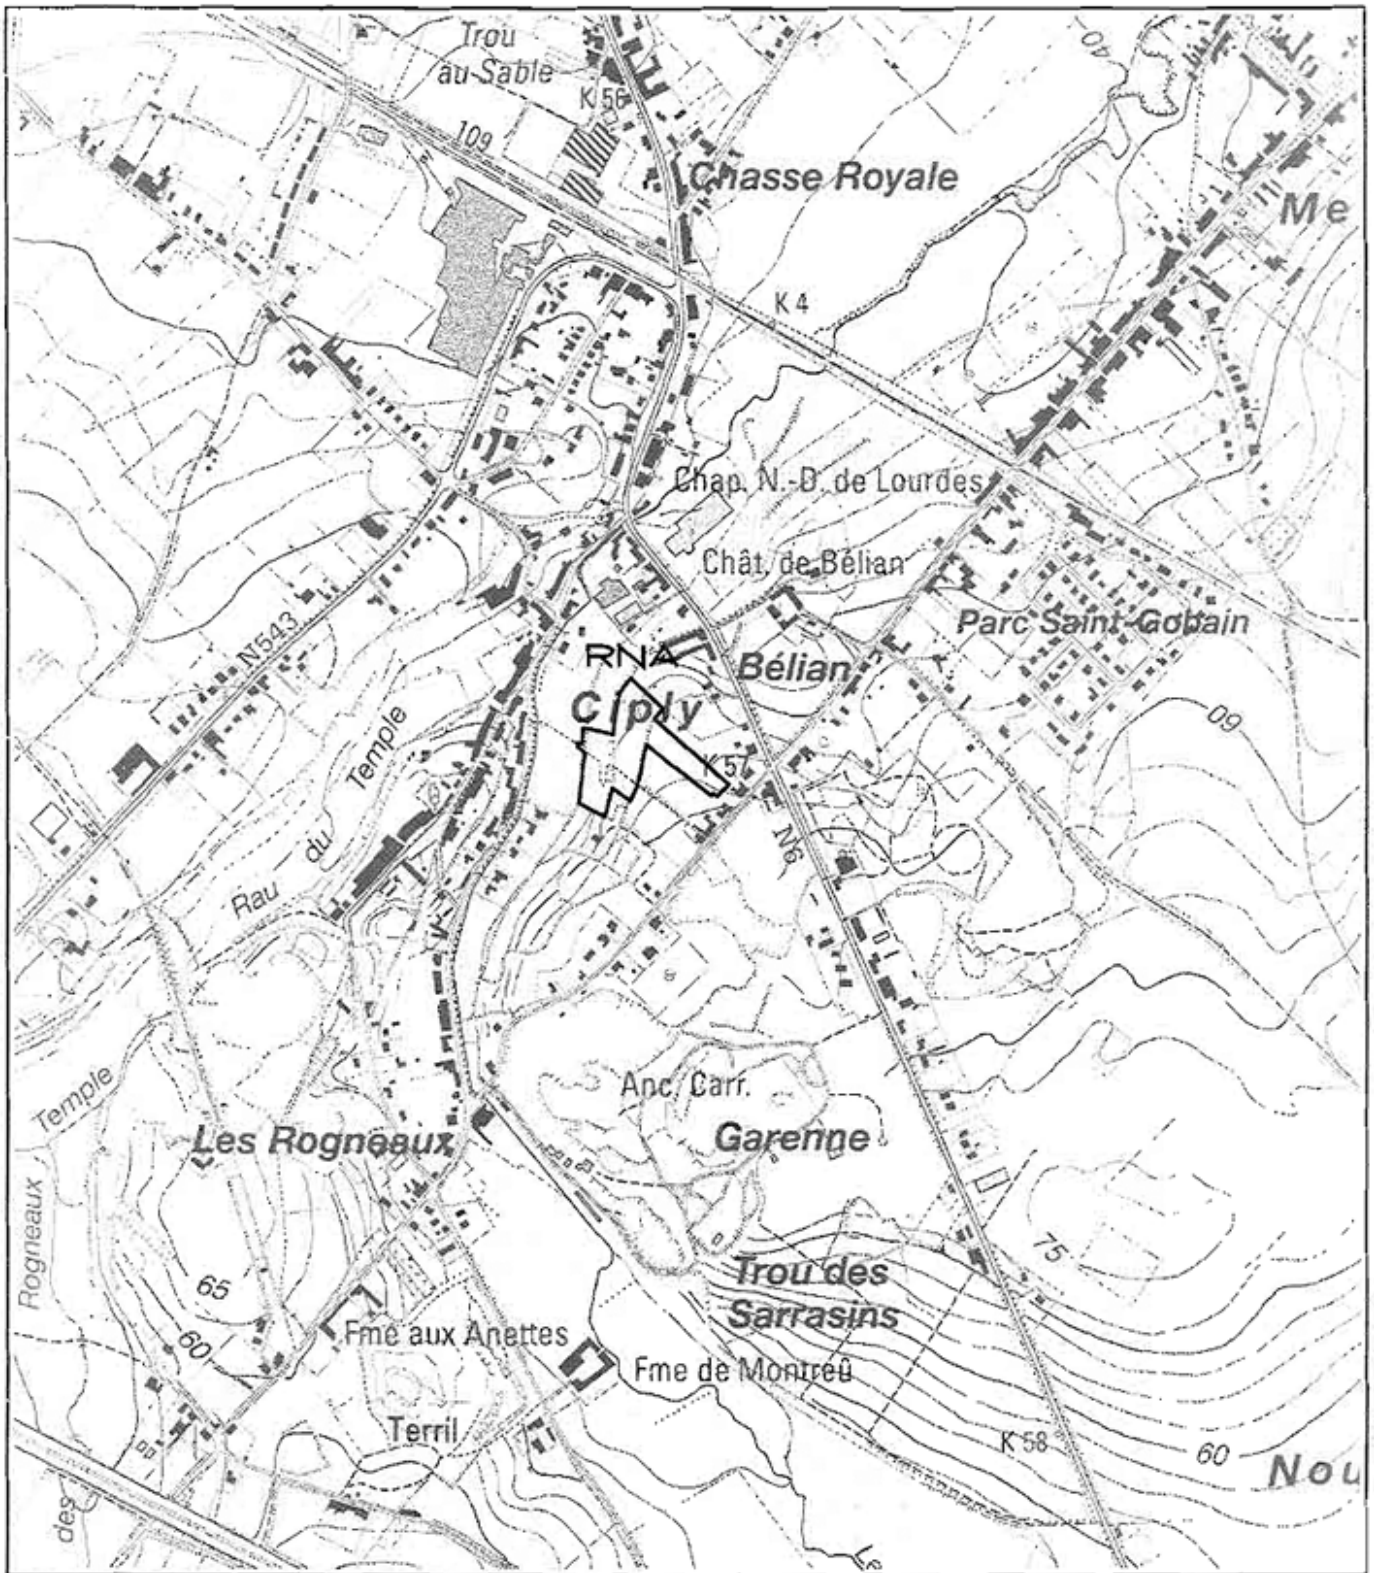 Trou
au Sable
40
K 56
109
Chasse Royale
Me
K 4
Chap. N.-D. de Lourdes
Chât. de Bélian
Parc Saint-Gobain
N543
RNA
Bélian
Ciply
60
Temple
K 57
du
N6
Rau
Anc. Carr.
Temple
Garenne
Les Rogneaux
Rogneaux
75
65
Trou des
Sarrasins
60
Fme aux Anettes
Fme de Montreû
Terril
K 58
60
Nou
des